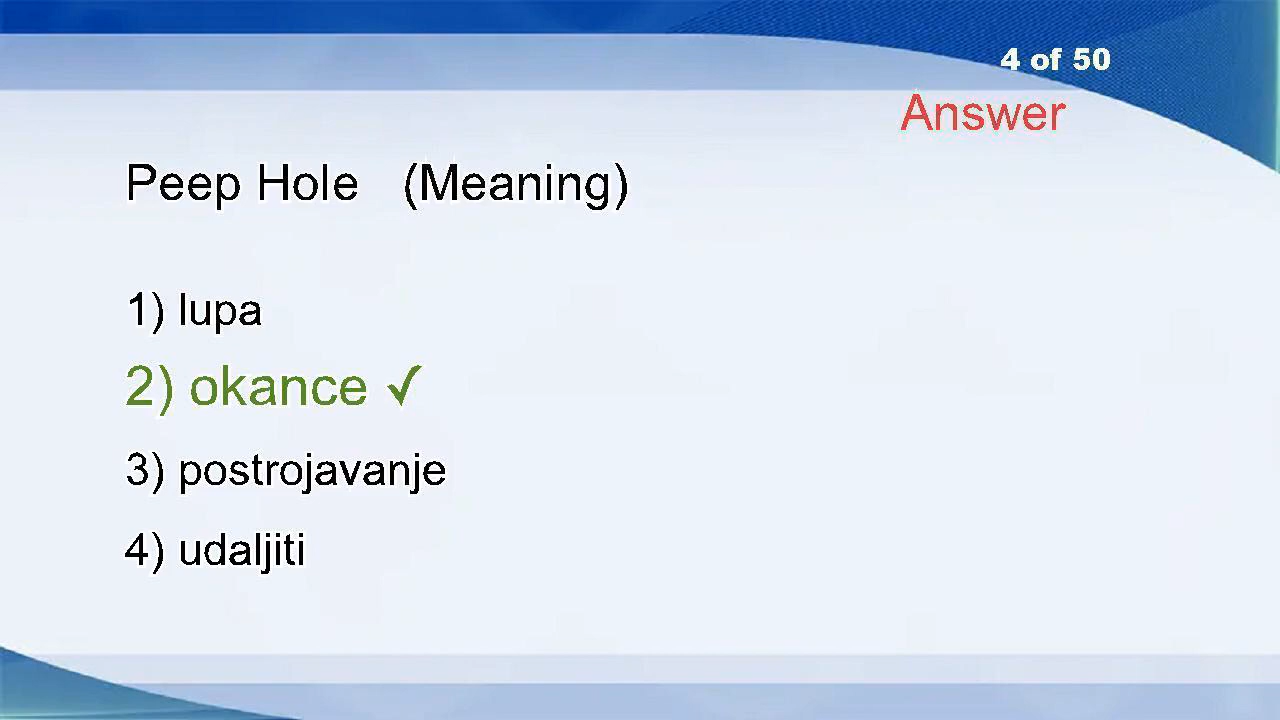 4 of 50
Answer
Peep Hole (Meaning)
1) lupa
2) okance ✓
3) postrojavanje
4) udaljiti